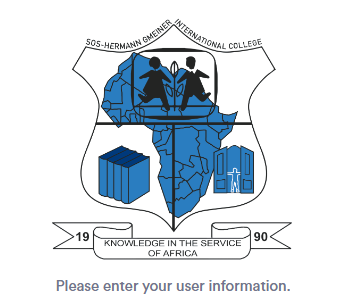 SOS-HERMANN GMEINER INTERNATIONAL COLLEGE
19 90
KNOWLEDGE IN THE SERVICE
OF AFRICA
Please enter your user information.